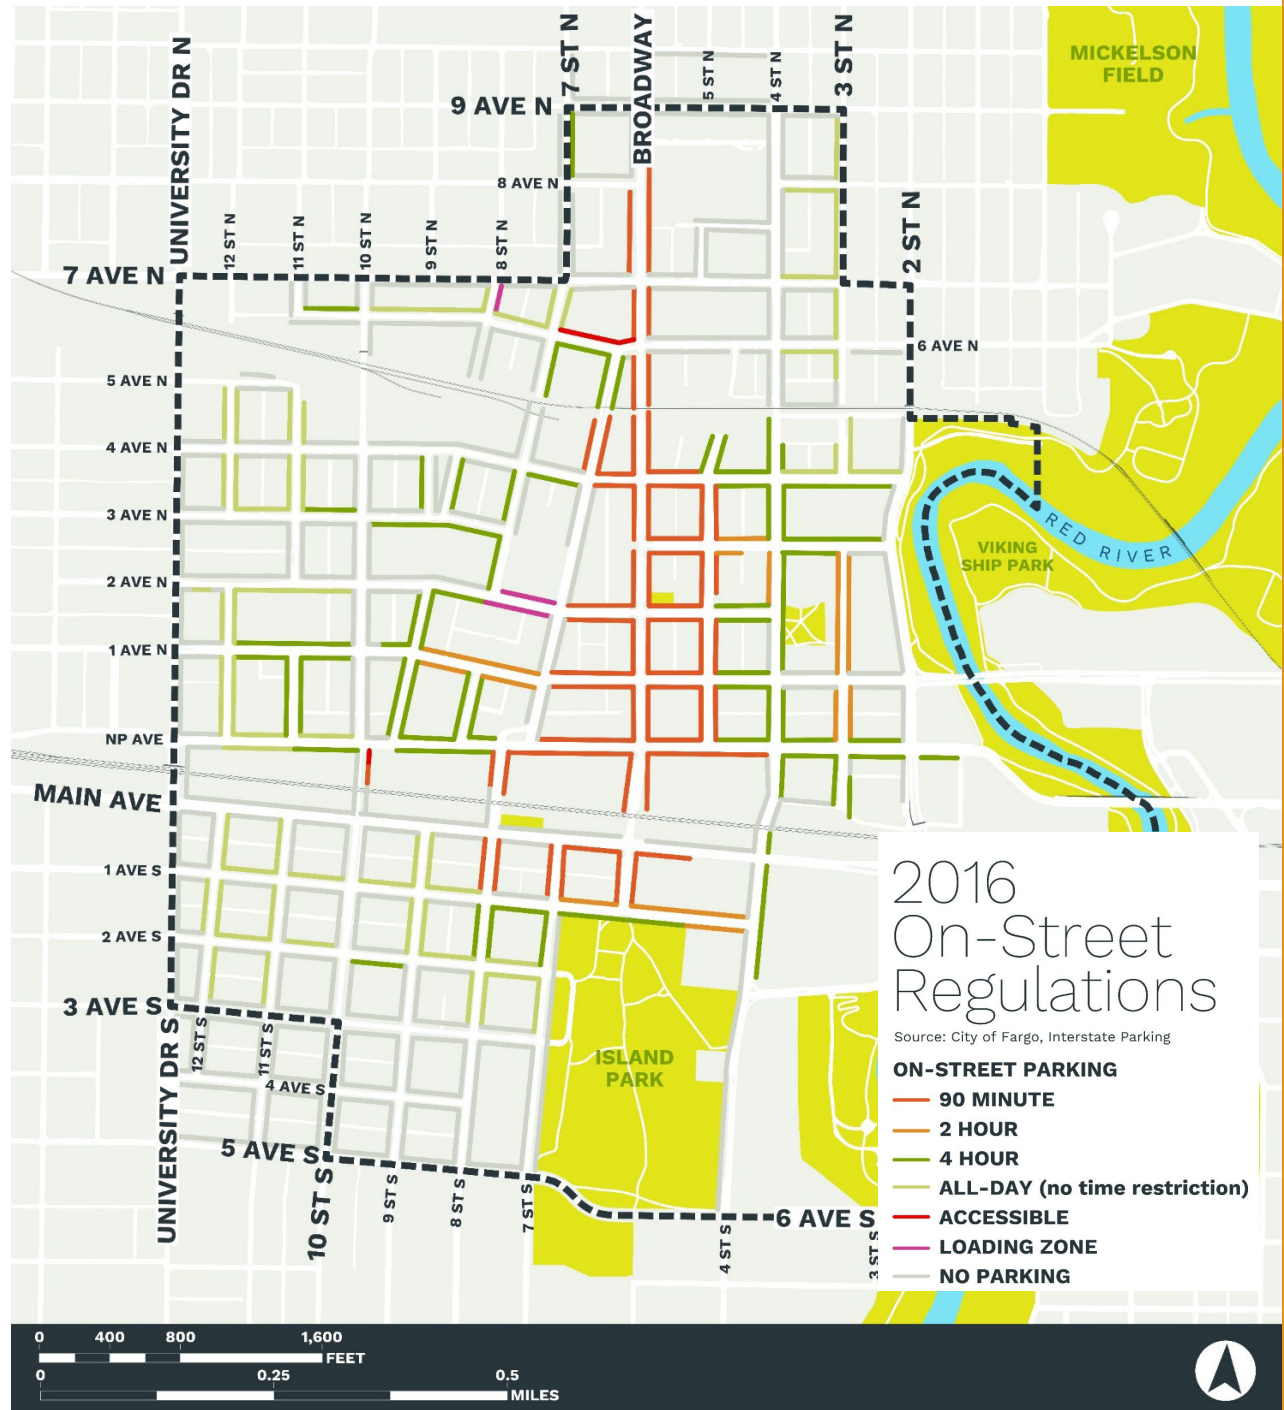 UNIVERSITY DR N
7 ST N
BROADWAY
5 ST N
4 ST N
3 ST N
MICKELSON
FIELD
9 AVE N
8 AVE N
12 ST N
11 ST N
10 ST N
9 ST N
8 ST N
2 ST N
7 AVE N
6 AVE N
5 AVE N
4 AVE N
3 AVE N
RED RIVER
VIKING
SHIP PARK
2 AVE N
1 AVE N
NP AVE
MAIN AVE
1 AVE S
2 AVE S
3 AVE S
12 ST S
11 ST S
4 AVE S
UNIVERSITY DR S
5 AVE S
10 ST S
9 ST S
8 ST S
7 ST S
ISLAND
PARK
6 AVE S
4 ST S
3 ST S
2016
On-Street
Regulations
Source: City of Fargo, Interstate Parking
ON-STREET PARKING
90 MINUTE
2 HOUR
4 HOUR
ALL-DAY (no time restriction)
ACCESSIBLE
LOADING ZONE
NO PARKING
0 400 800 1,600
FEET
0 0.25 0.5
MILES